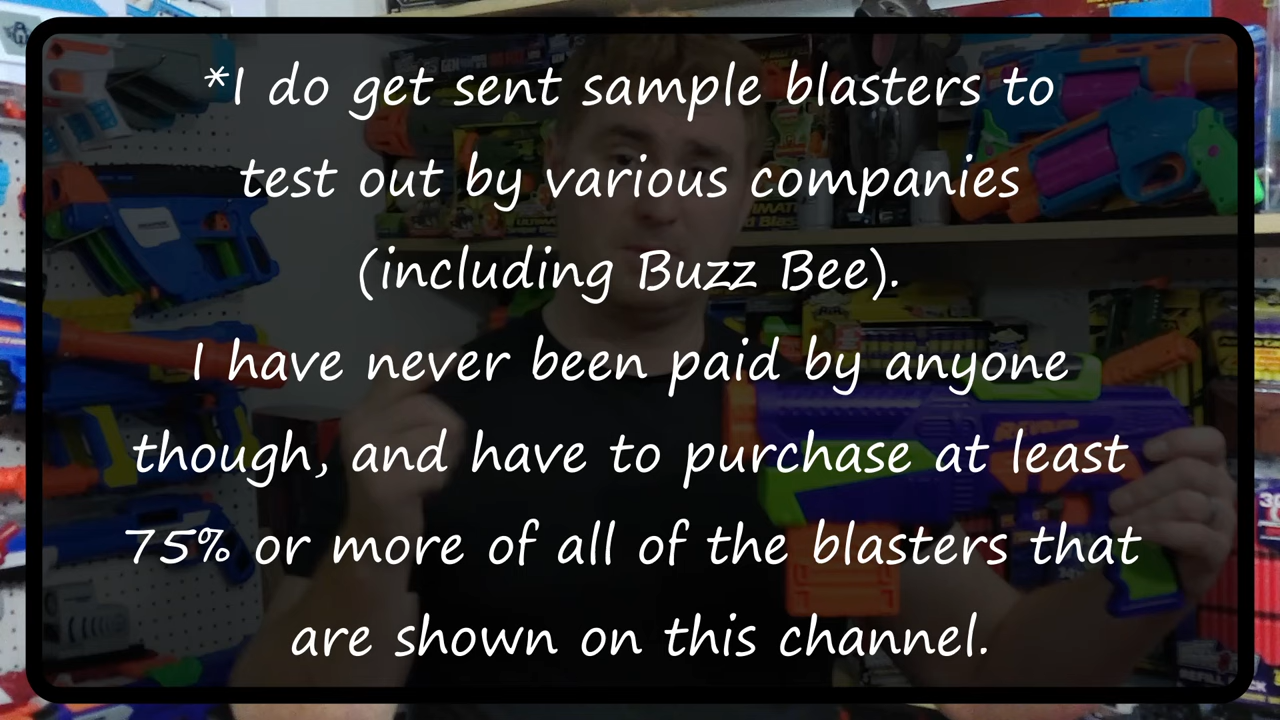 *I do get sent sample blasters to
test out by various companies
(including Buzz Bee).
I have never been paid by anyone
though, and have to purchase at least
75% or more of all of the blasters that
are shown on this channel.